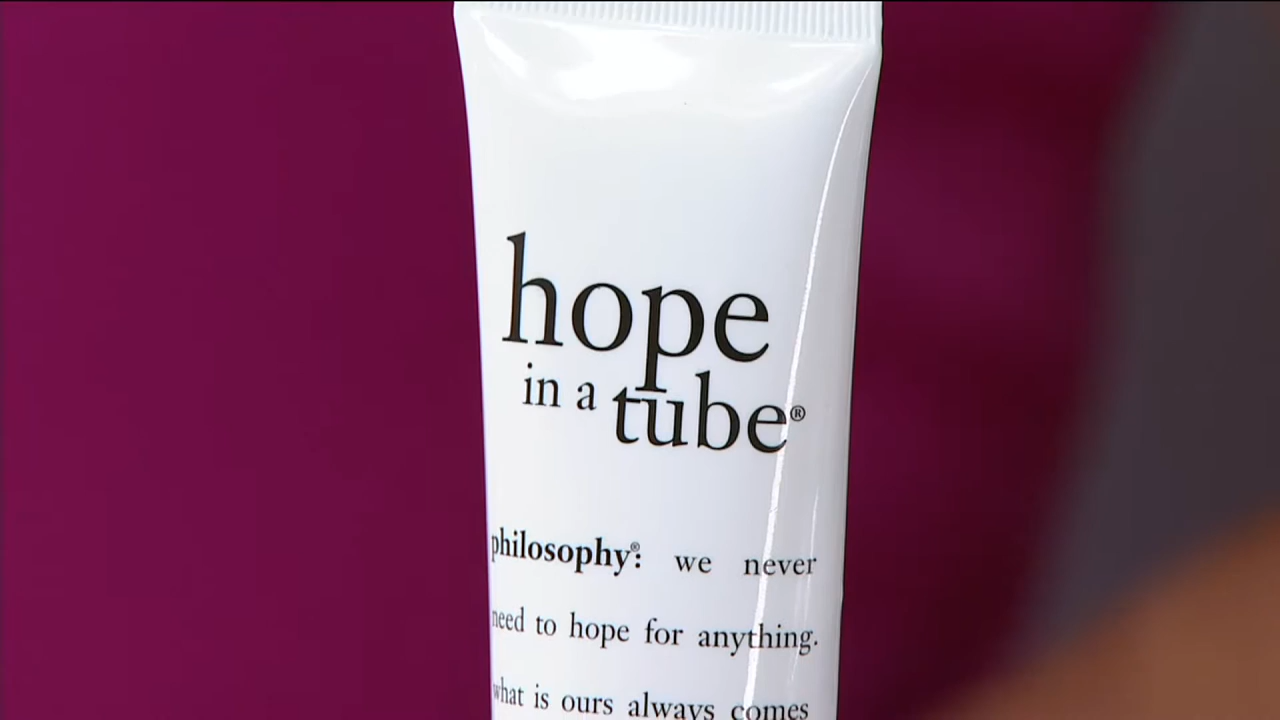 hope
in a tube®
philosophy®: we never
need to hope for anything.
what is ours always comes